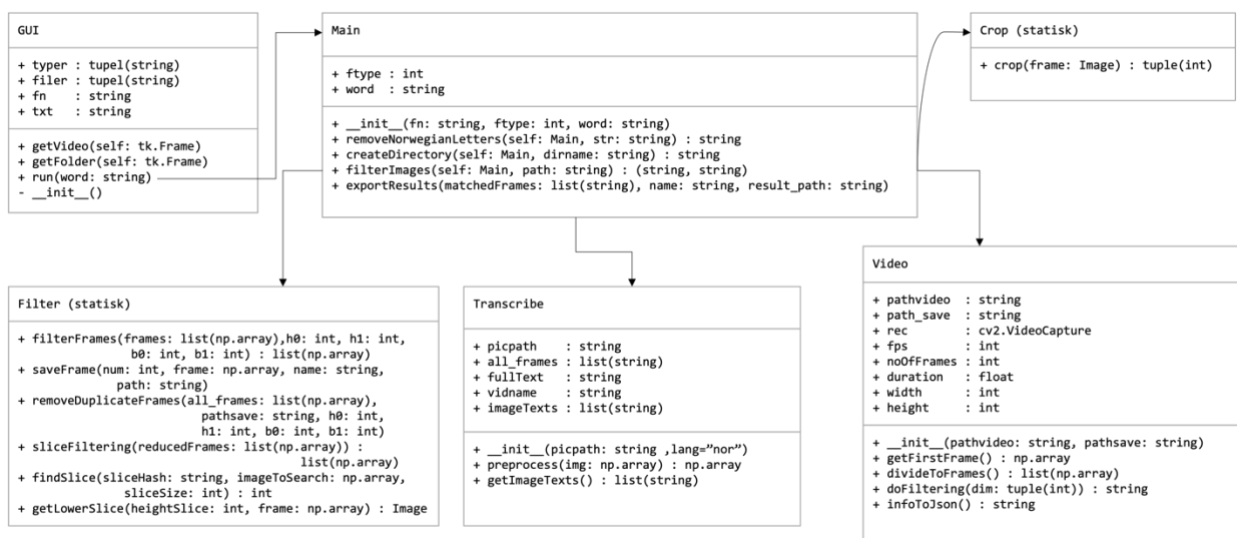 GUI
+ typer : tupel(string)
+ filer : tupel(string)
+ fn : string
+ txt : string
+ getVideo(self: tk.Frame)
+ getFolder(self: tk.Frame)
+ run(word: string)
- __init__()
Main
+ ftype : int
+ word : string
+ __init__(fn: string, ftype: int, word: string)
+ removeNorwegianLetters(self: Main, str: string) : string
+ createDirectory(self: Main, dirname: string) : string
+ filterImages(self: Main, path: string) : (string, string)
+ exportResults(matchedFrames: list(string), name: string, result_path: string)
Crop (statisk)
+ crop(frame: Image) : tuple(int)
Filter (statisk)
+ filterFrames(frames: list(np.array),h0: int, h1: int,
b0: int, b1: int) : list(np.array)
+ saveFrame(num: int, frame: np.array, name: string,
path: string)
+ removeDuplicateFrames(all_frames: list(np.array),
pathsave: string, h0: int,
h1: int, b0: int, b1: int)
+ sliceFiltering(reducedFrames: list(np.array)) :
list(np.array)
+ findSlice(sliceHash: string, imageToSearch: np.array,
sliceSize: int) : int
+ getLowerSlice(heightSlice: int, frame: np.array) : Image
Transcribe
+ picpath : string
+ all_frames : list(string)
+ fullText : string
+ vidname : string
+ imageTexts : list(string)
+ __init__(picpath: string ,lang=”nor”)
+ preprocess(img: np.array) : np.array
+ getImageTexts() : list(string)
Video
+ pathvideo : string
+ path_save : string
+ rec : cv2.VideoCapture
+ fps : int
+ noOfFrames : int
+ duration : float
+ width : int
+ height : int
+ __init__(pathvideo: string, pathsave: string)
+ getFirstFrame() : np.array
+ divideToFrames() : list(np.array)
+ doFiltering(dim: tuple(int)) : string
+ infoToJson() : string